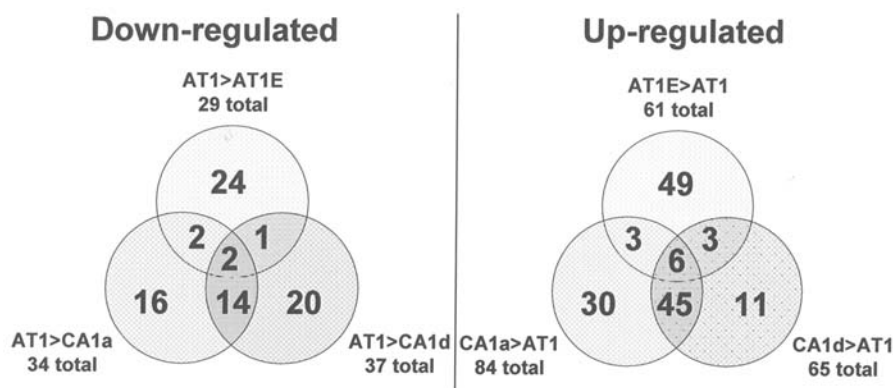 Down-regulated
AT1>AT1E
29 total
24
2
1
2
16
14
20
AT1>CA1a
34 total
AT1>CA1d
37 total
Up-regulated
AT1E>AT1
61 total
49
3
3
6
30
45
11
CA1a>AT1
84 total
CA1d>AT1
65 total